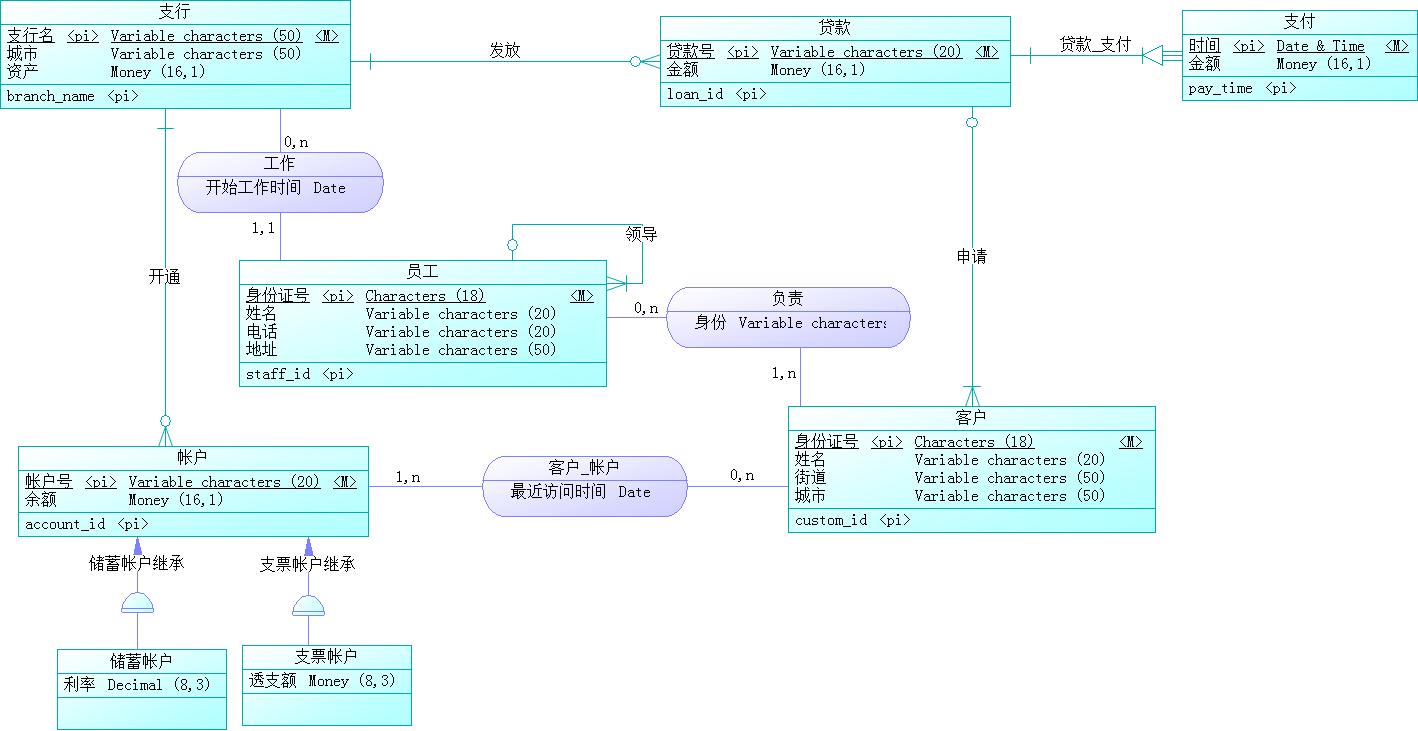 支行
支行名 <pi> Variable characters (50) <M>
城市 Variable characters (50)
资产 Money (16,1)
branch_name <pi>
发放
贷款
贷款号 <pi> Variable characters (20) <M>
金额 Money (16,1)
loan_id <pi>
贷款_支付
支付
时间 <pi> Date & Time <M>
金额 Money (16,1)
pay_time <pi>
0,n
工作
开始工作时间 Date
1,1
开通
领导
员工
身份证号 <pi> Characters (18) <M>
姓名 Variable characters (20)
电话 Variable characters (20)
地址 Variable characters (50)
staff_id <pi>
0,n
负责
身份 Variable characters
1,n
申请
客户
身份证号 <pi> Characters (18) <M>
姓名 Variable characters (20)
街道 Variable characters (50)
城市 Variable characters (50)
custom_id <pi>
帐户
帐户号 <pi> Variable characters (20) <M>
余额 Money (16,1)
account_id <pi>
1,n
客户_帐户
最近访问时间 Date
0,n
储蓄帐户继承
支票帐户继承
储蓄帐户
利率 Decimal (8,3)
支票帐户
透支额 Money (8,3)